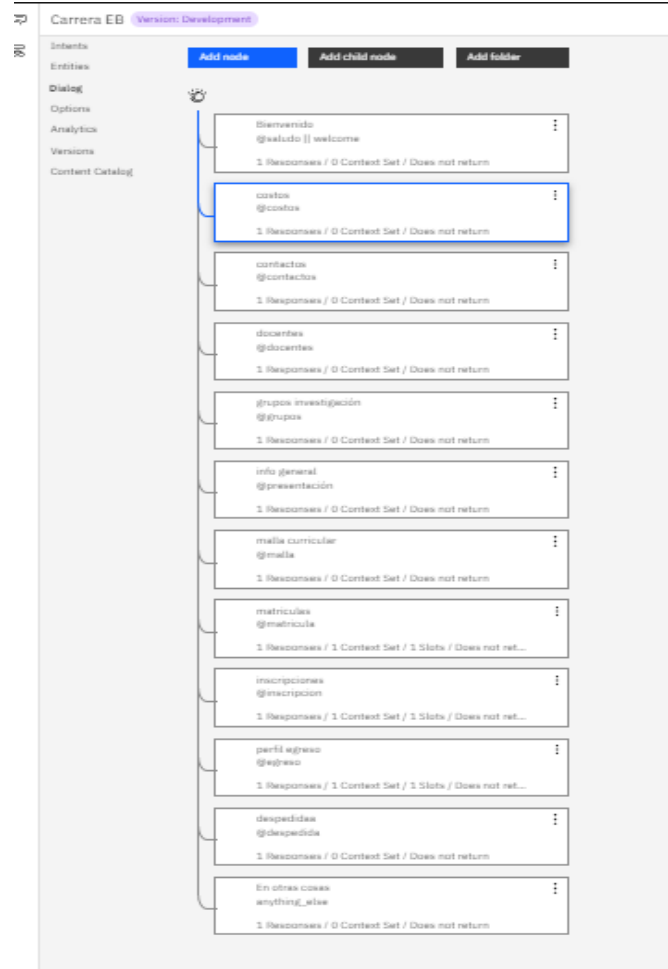 Carrera EB Version: Development
Intents
Entities
Dialog
Options
Analytics
Versions
Content Catalog
Add node Add child node Add folder
Bienvenido
@saludo || welcome
1 Responses / 0 Context Set / Does not return
costos
@costos
1 Responses / 0 Context Set / Does not return
contactos
@contactos
1 Responses / 0 Context Set / Does not return
docentes
@docentes
1 Responses / 0 Context Set / Does not return
grupos investigación
@grupos
1 Responses / 0 Context Set / Does not return
info general
@presentación
1 Responses / 0 Context Set / Does not return
malla curricular
@malla
1 Responses / 0 Context Set / Does not return
matriculas
@matricula
1 Responses / 1 Context Set / 1 Slots / Does not ret...
inscripciones
@inscripcion
1 Responses / 1 Context Set / 1 Slots / Does not ret...
perfil egreso
@egreso
1 Responses / 1 Context Set / 1 Slots / Does not ret...
despedidaa
@despedida
1 Responses / 0 Context Set / Does not return
En otras cosas
anything_else
1 Responses / 0 Context Set / Does not return